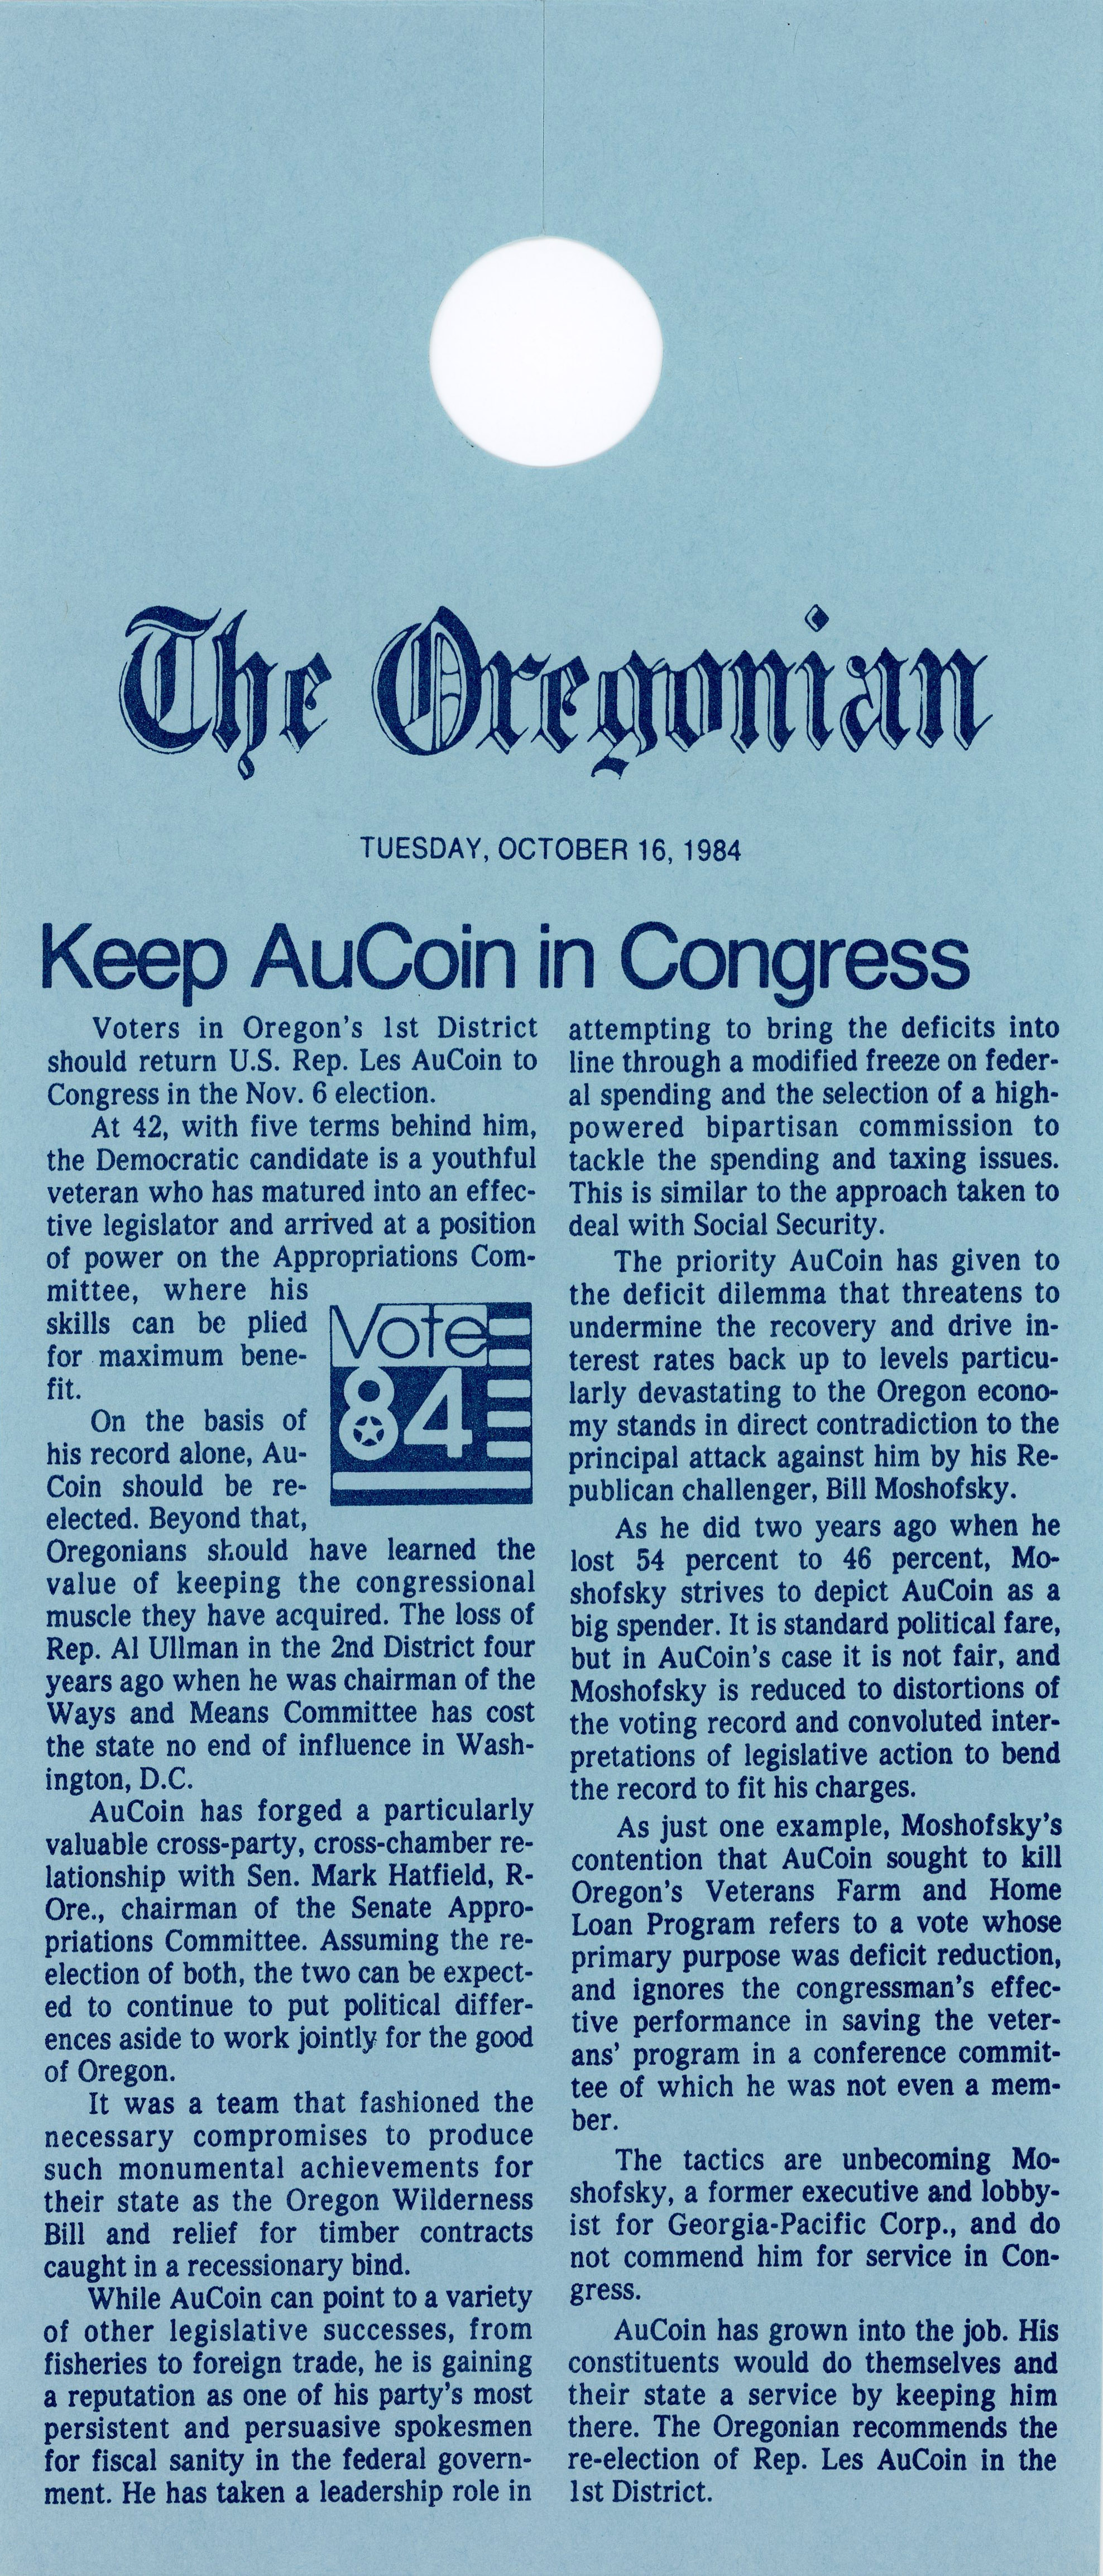 The Oregonian
TUESDAY, OCTOBER 16, 1984
Keep AuCoin in Congress
Voters in Oregon's 1st District
should return U.S. Rep. Les AuCoin to
Congress in the Nov. 6 election.
At 42, with five terms behind him,
the Democratic candidate is a youthful
veteran who has matured into an effec-
tive legislator and arrived at a position
of power on the Appropriations Com-
mittee, where his
skills can be plied
for maximum bene-
fit.
On the basis of
his record alone, Au-
Coin should be re-
elected. Beyond that,
Vote
84
Oregonians should have learned the
value of keeping the congressional
muscle they have acquired. The loss of
Rep. Al Ullman in the 2nd District four
years ago when he was chairman of the
Ways and Means Committee has cost
the state no end of influence in Wash-
ington, D.C.
AuCoin has forged a particularly
valuable cross-party, cross-chamber re-
lationship with Sen. Mark Hatfield, R-
Ore., chairman of the Senate Appro-
priations Committee. Assuming the re-
election of both, the two can be expect-
ed to continue to put political differ-
ences aside to work jointly for the good
of Oregon.
It was a team that fashioned the
necessary compromises to produce
such monumental achievements for
their state as the Oregon Wilderness
Bill and relief for timber contracts
caught in a recessionary bind.
While AuCoin can point to a variety
of other legislative successes, from
fisheries to foreign trade, he is gaining
a reputation as one of his party's most
persistent and persuasive spokesmen
for fiscal sanity in the federal govern-
ment. He has taken a leadership role in
attempting to bring the deficits into
line through a modified freeze on feder-
al spending and the selection of a high-
powered bipartisan commission to
tackle the spending and taxing issues.
This is similar to the approach taken to
deal with Social Security.
The priority AuCoin has given to
the deficit dilemma that threatens to
undermine the recovery and drive in-
terest rates back up to levels particu-
larly devastating to the Oregon econo-
my stands in direct contradiction to the
principal attack against him by his Re-
publican challenger, Bill Moshofsky.
As he did two years ago when he
lost 54 percent to 46 percent, Mo-
shofsky strives to depict AuCoin as a
big spender. It is standard political fare,
but in AuCoin's case it is not fair, and
Moshofsky is reduced to distortions of
the voting record and convoluted inter-
pretations of legislative action to bend
the record to fit his charges.
As just one example, Moshofsky's
contention that AuCoin sought to kill
Oregon's Veterans Farm and Home
Loan Program refers to a vote whose
primary purpose was deficit reduction,
and ignores the congressman's effec-
tive performance in saving the veter-
ans' program in a conference commit-
tee of which he was not even a mem-
ber.
The tactics are unbecoming Mo-
shofsky, a former executive and lobby-
ist for Georgia-Pacific Corp., and do
not commend him for service in Con-
gress.
AuCoin has grown into the job. His
constituents would do themselves and
their state a service by keeping him
there. The Oregonian recommends the
re-election of Rep. Les AuCoin in the
1st District.